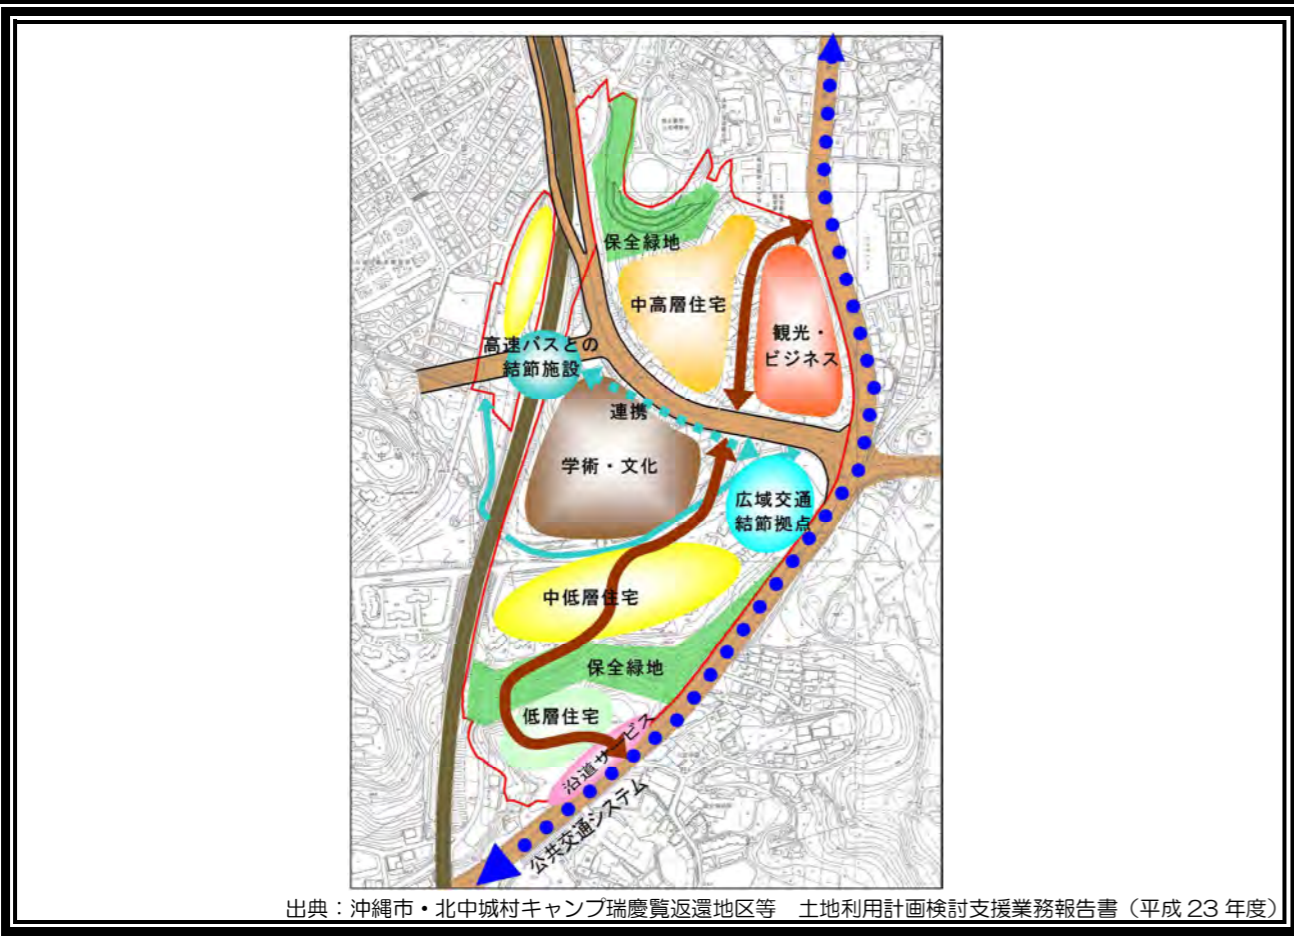 保全緑地
中高層住宅
観光・
ビジネス
高速バスとの
結節施設
連携
学術・文化
広域交通
結節拠点
中低層住宅
保全緑地
低層住宅
沿道サービス
公共交通システム
出典：沖縄市・北中城村キャンプ瑞慶覧返還地区等　土地利用計画検討支援業務報告書（平成 23 年度）